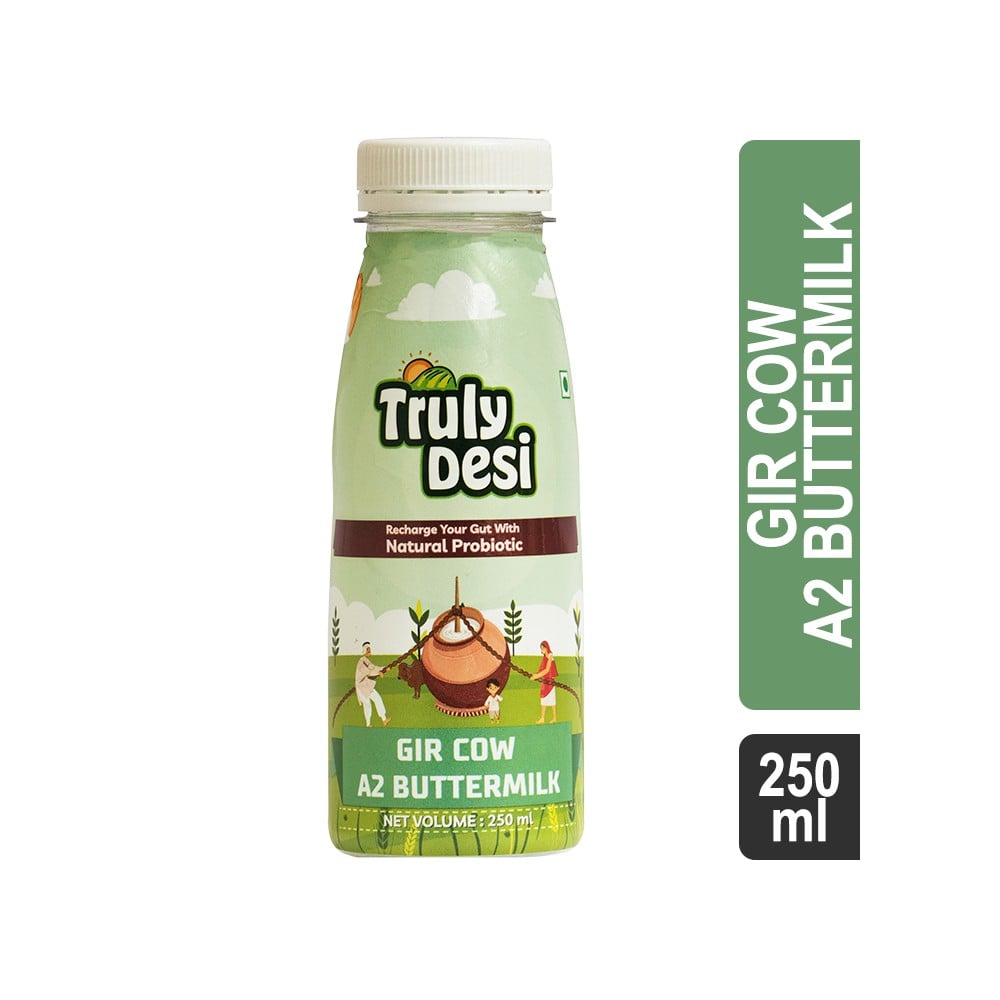 Truly
Desi
Recharge Your Gut With
Natural Probiotic
GIR COW
A2 BUTTERMILK
NET VOLUME : 250 ml
GIR COW
A2 BUTTERMILK
250
ml